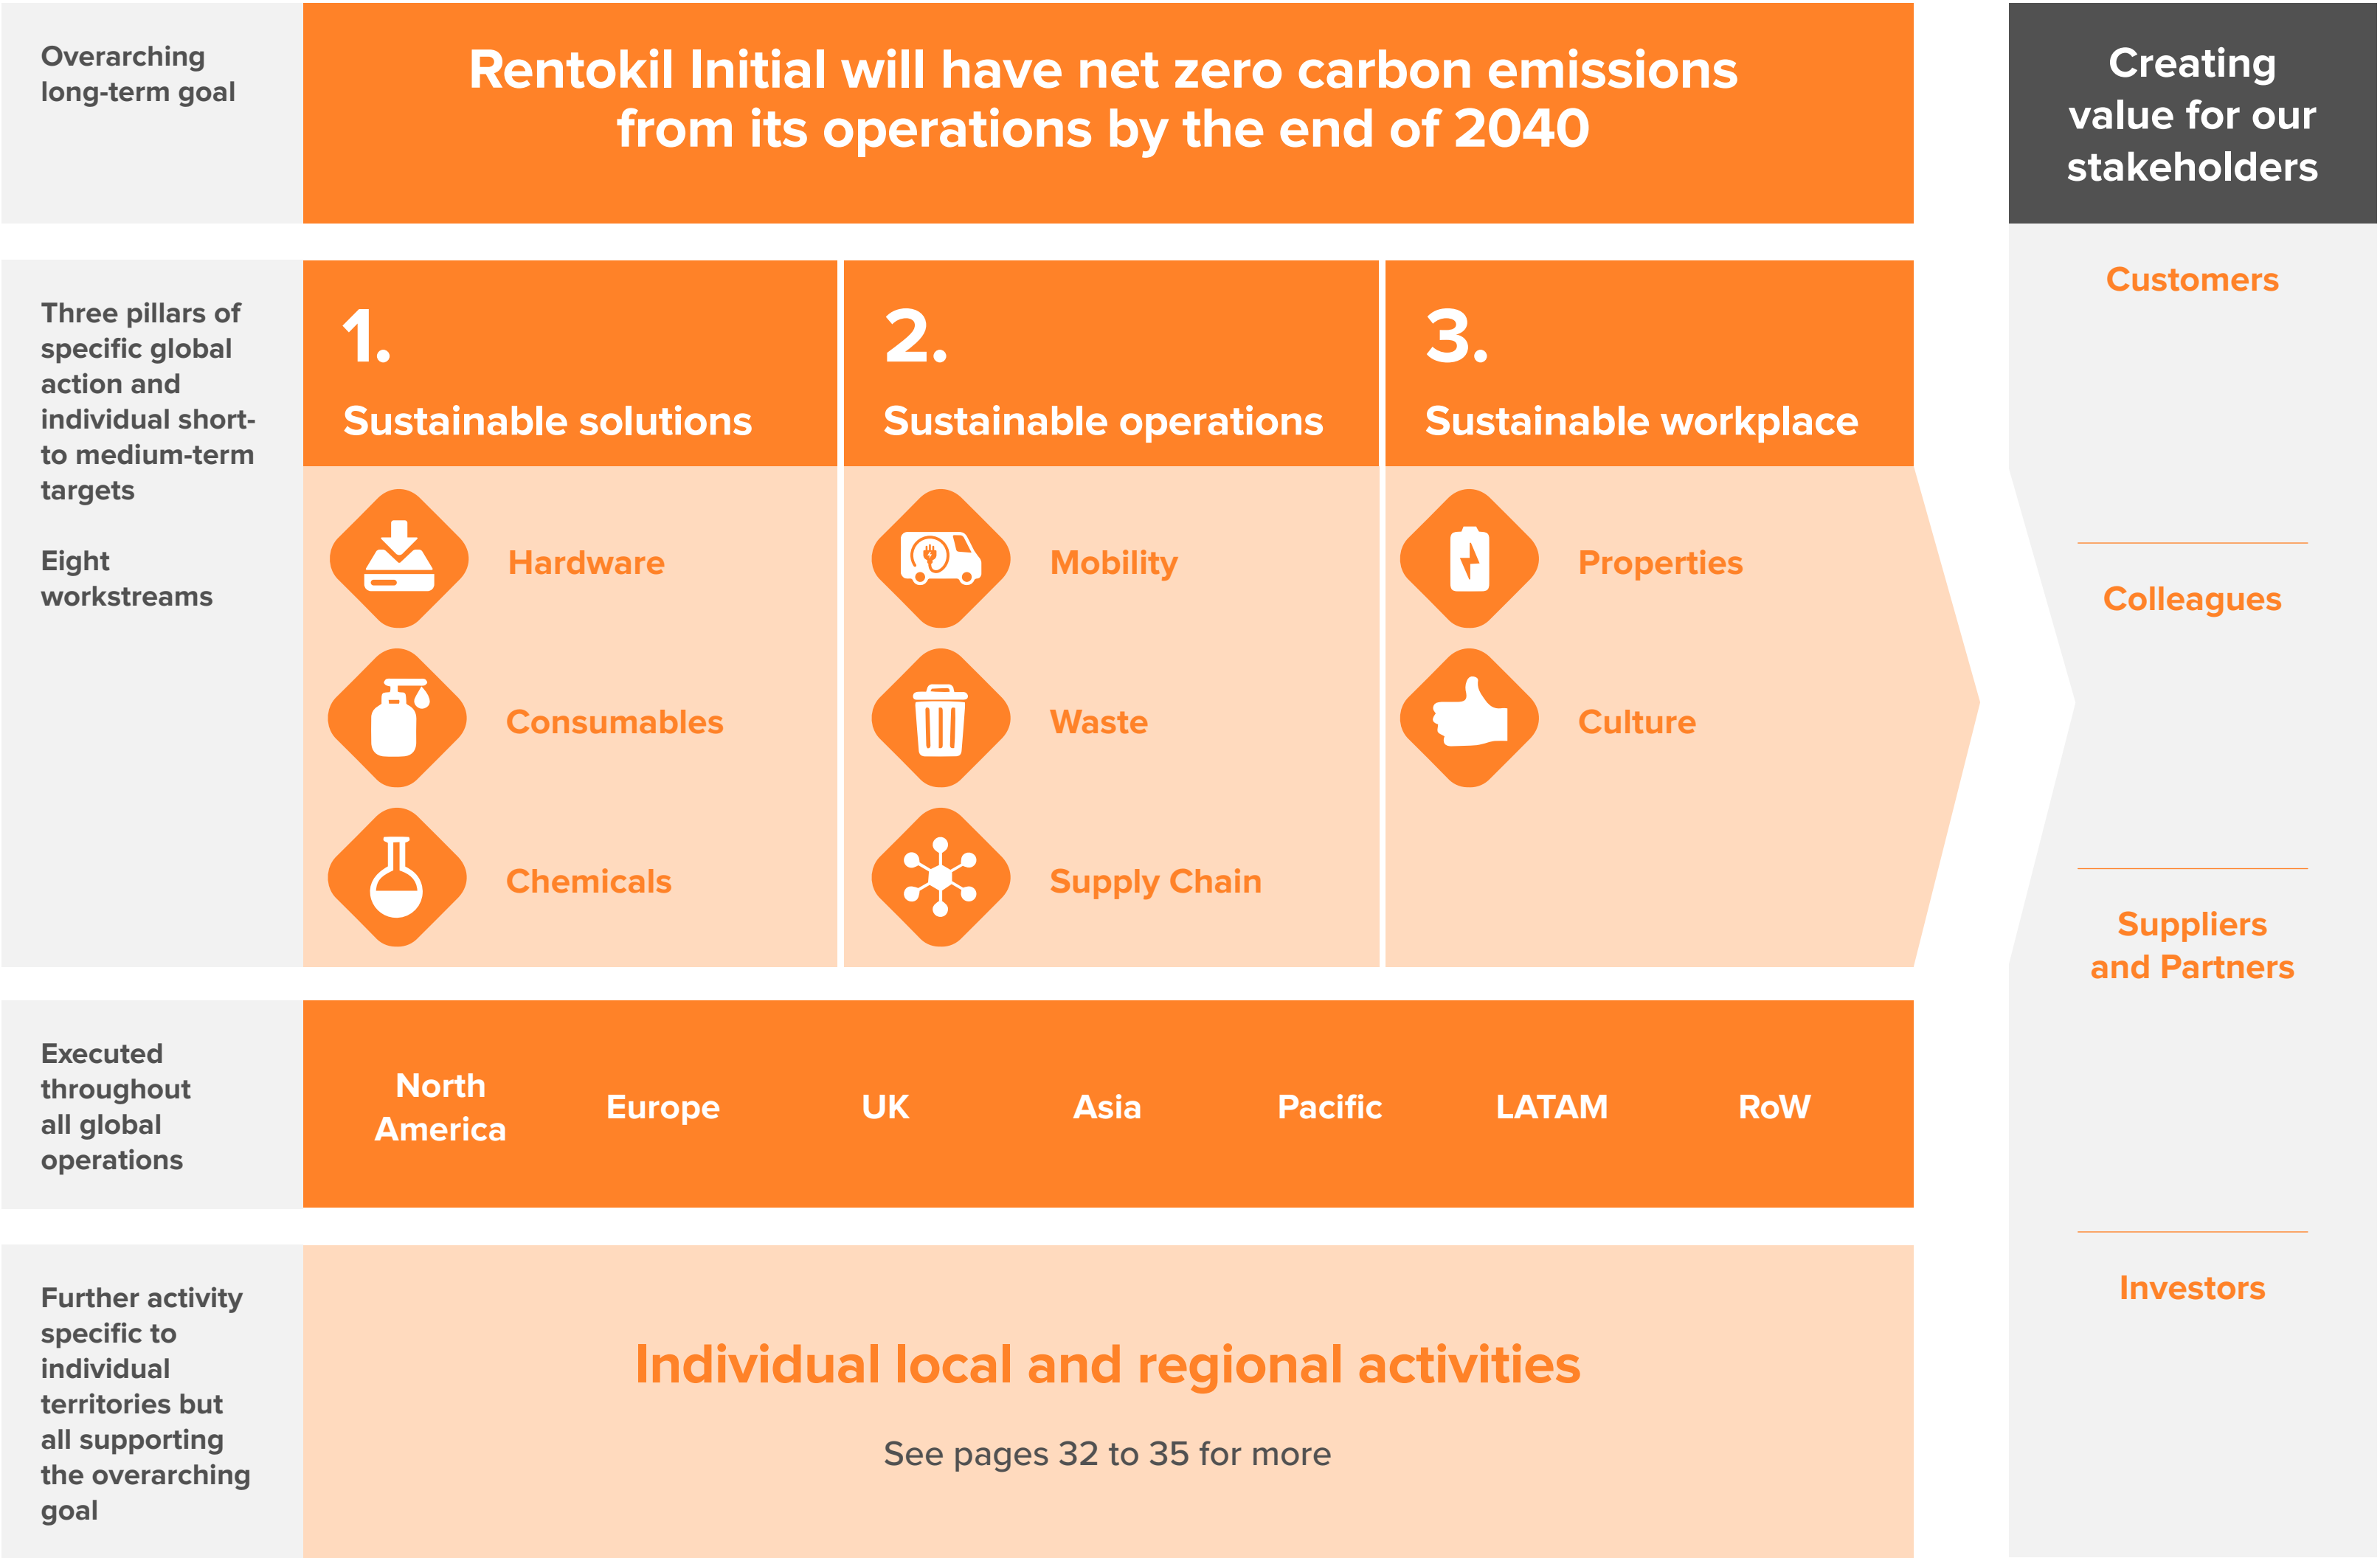 Overarching
long-term goal
Rentokil Initial will have net zero carbon emissions
from its operations by the end of 2040
Three pillars of
specific global
action and
individual short-
to medium-term
targets
Eight
workstreams
1.
Sustainable solutions
Hardware
Consumables
Chemicals
2.
Sustainable operations
Mobility
Waste
Supply Chain
3.
Sustainable workplace
Properties
Culture
Executed
throughout
all global
operations
North
America
Europe
UK
Asia
Pacific
LATAM
RoW
Further activity
specific to
individual
territories but
all supporting
the overarching
goal
Individual local and regional activities
See pages 32 to 35 for more
Creating
value for our
stakeholders
Customers
Colleagues
Suppliers
and Partners
Investors